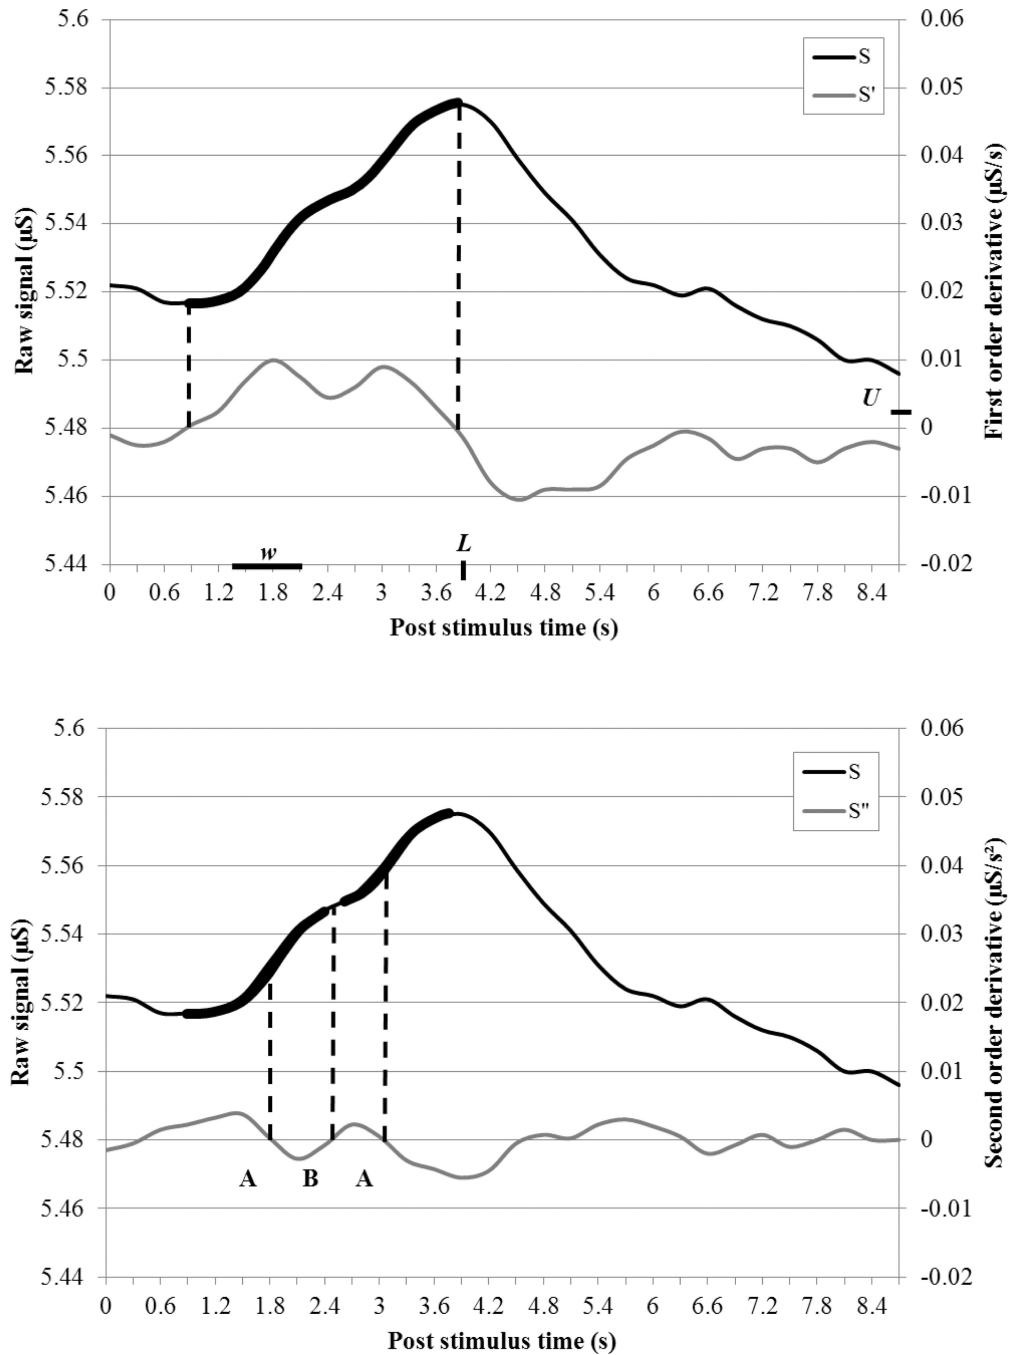 5.6
5.58
5.56
5.54
5.52
5.5
5.48
5.46
5.44
Raw signal (µS)
0.06
0.05
0.04
0.03
0.02
0.01
0
-0.01
-0.02
First order derivative (µS/s)
S
S'
U
w
L
0 0.6 1.2 1.8 2.4 3 3.6 4.2 4.8 5.4 6 6.6 7.2 7.8 8.4
Post stimulus time (s)
5.6
5.58
5.56
5.54
5.52
5.5
5.48
5.46
5.44
Raw signal (µS)
0.06
0.05
0.04
0.03
0.02
0.01
0
-0.01
-0.02
Second order derivative (µS/s²)
S
S"
A B A
0 0.6 1.2 1.8 2.4 3 3.6 4.2 4.8 5.4 6 6.6 7.2 7.8 8.4
Post stimulus time (s)